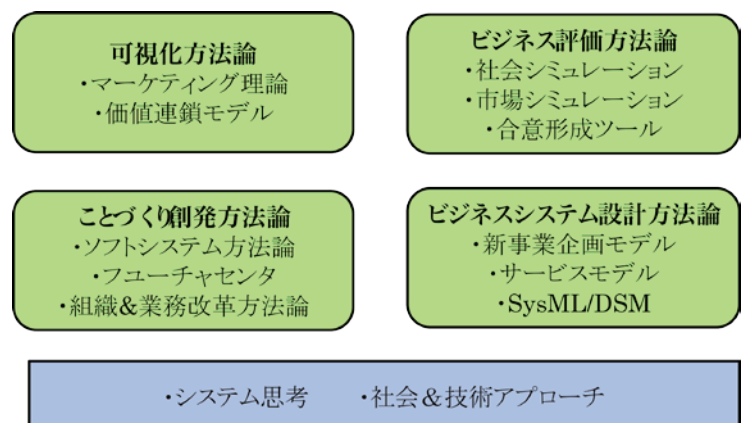 可視化方法論
・マーケティング理論
・価値連鎖モデル
ビジネス評価方法論
・社会シミュレーション
・市場シミュレーション
・合意形成ツール
ことづくり創発方法論
・ソフトシステム方法論
・フユーチャセンタ
・組織&業務改革方法論
ビジネスシステム設計方法論
・新事業企画モデル
・サービスモデル
・SysML/DSM
・システム思考 ・社会&技術アプローチ